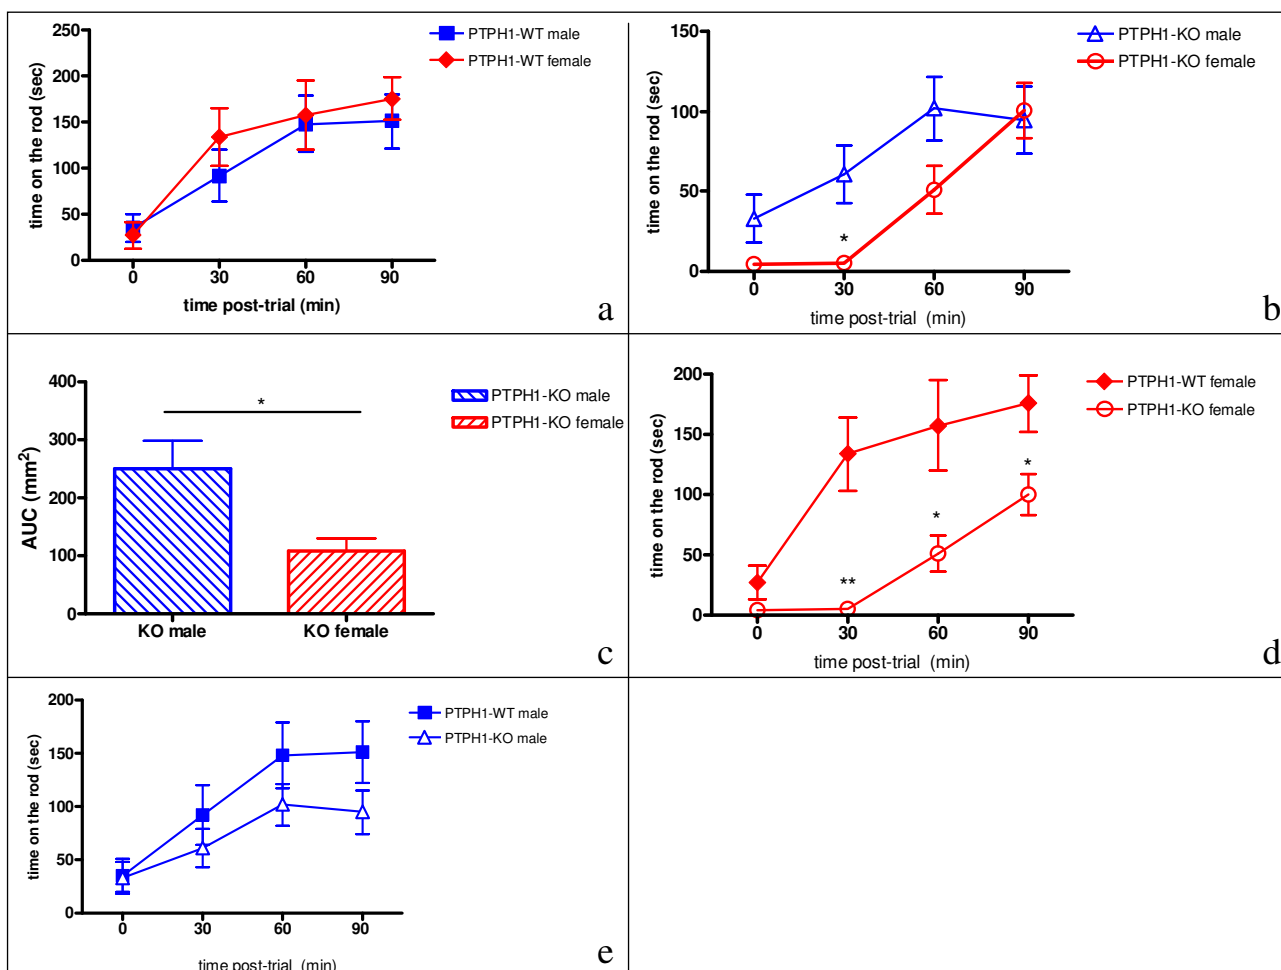 250
200
150
100
50
0
time on the rod (sec)
0 30 60 90
time post-trial (min)
PTPH1-WT male
PTPH1-WT female
a
150
100
50
0
time on the rod (sec)
*
0 30 60 90
time post-trial (min)
PTPH1-KO male
PTPH1-KO female
b
400
300
200
100
0
AUC (mm²)
*
KO male KO female
PTPH1-KO male
PTPH1-KO female
c
200
150
100
50
0
time on the rod (sec)
**
*
*
0 30 60 90
time post-trial (min)
PTPH1-WT female
PTPH1-KO female
d
200
150
100
50
0
time on the rod (sec)
0 30 60 90
time post-trial (min)
PTPH1-WT male
PTPH1-KO male
e